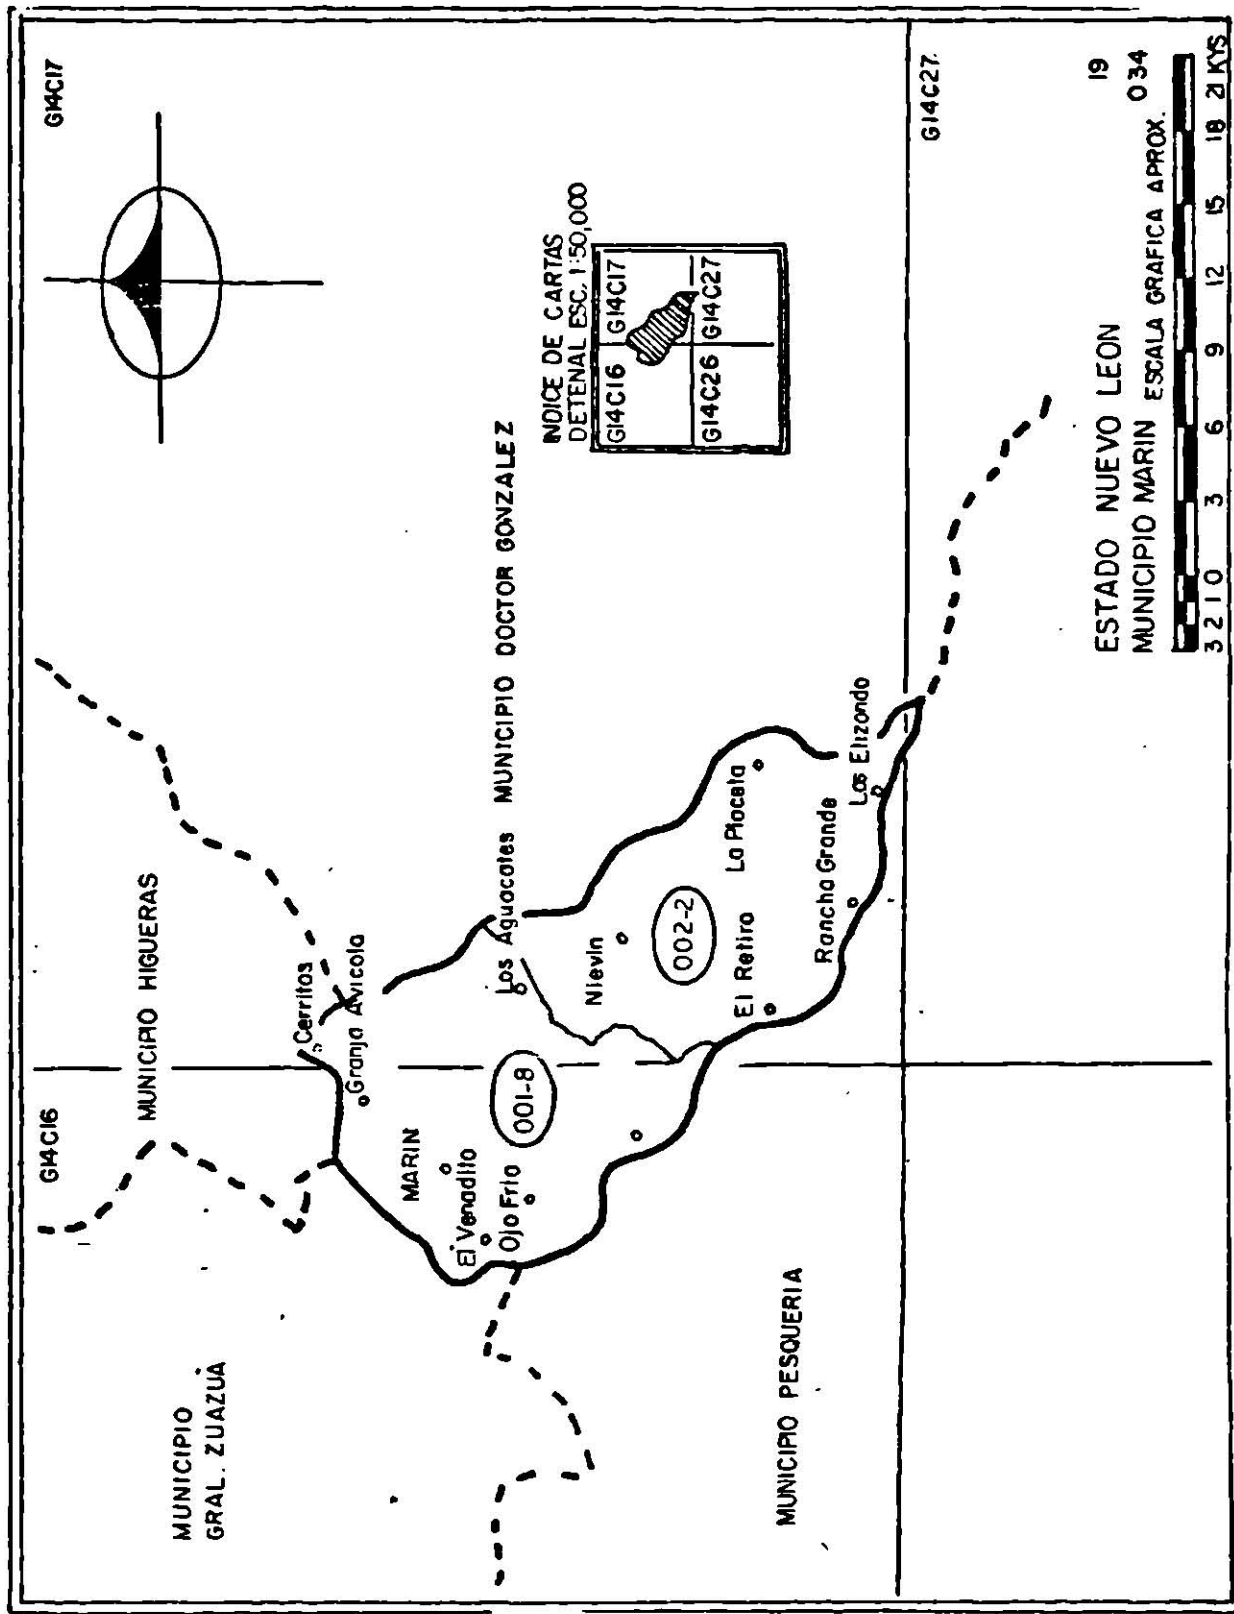 G14C16
G14C17
MUNICIPIO HIGUERAS
MUNICIPIO
GRAL. ZUAZUA
Cerritos
Granja Avicola
MARIN
El Venadito
Ojo Frio
001-8
Los Aguacates
MUNICIPIO DOCTOR GONZALEZ
INDICE DE CARTAS
DETENAL ESC. 1:50,000
G14C16
G14C17
G14C26
G14C27
Nievin
002-2
La Placeta
El Retiro
Rancho Grande
Los Elizondo
MUNICIPIO PESQUERIA
G14C27
ESTADO NUEVO LEON 19
MUNICIPIO MARIN 034
ESCALA GRAFICA APROX.
3 2 1 0 3 6 9 12 15 18 21 KYS